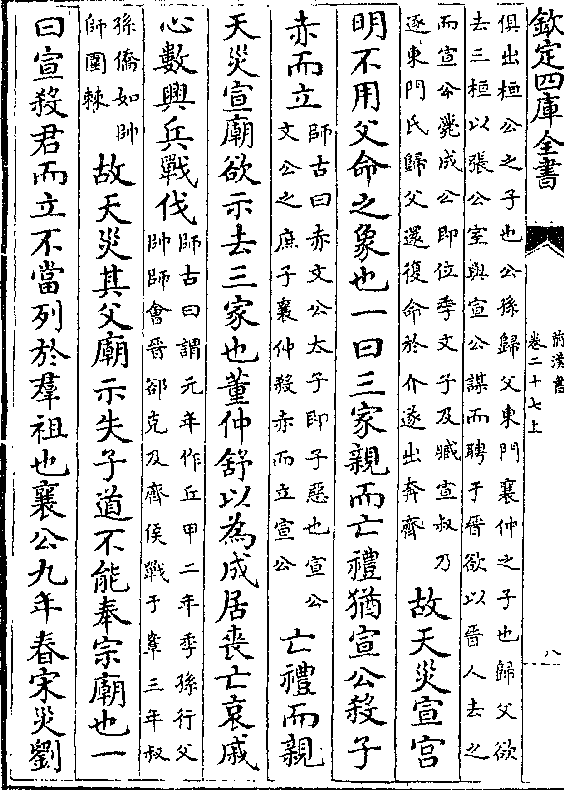 欽定四庫全書
前漢書
卷二十七上
八
俱出桓公之子也公孫歸父東門襄仲之子也歸父欲
去三桓以張公室與宣公謀而聘于晉欲以晉人去之
而宣公薨成公即位季文子及臧宣叔乃
逐東門氏歸父還復命於介遂出奔齊
故天災宣宮
明不用父命之象也一曰三家親而亡禮猶宣公殺子
赤而立
師古曰赤文公太子即子惡也宣公
文公之庶子襄仲殺赤而立宣公
亡禮而親
天災宣廟欲示去三家也董仲舒以為成居喪亡哀戚
心數興兵戰伐
師古曰謂元年作丘甲二年季孫行父
帥師會晉郤克及齊侯戰于鞌三年叔
孫僑如帥
師圍棘
故天災其父廟示失子道不能奉宗廟也一
曰宣殺君而立不當列於羣祖也襄公九年春宋災劉